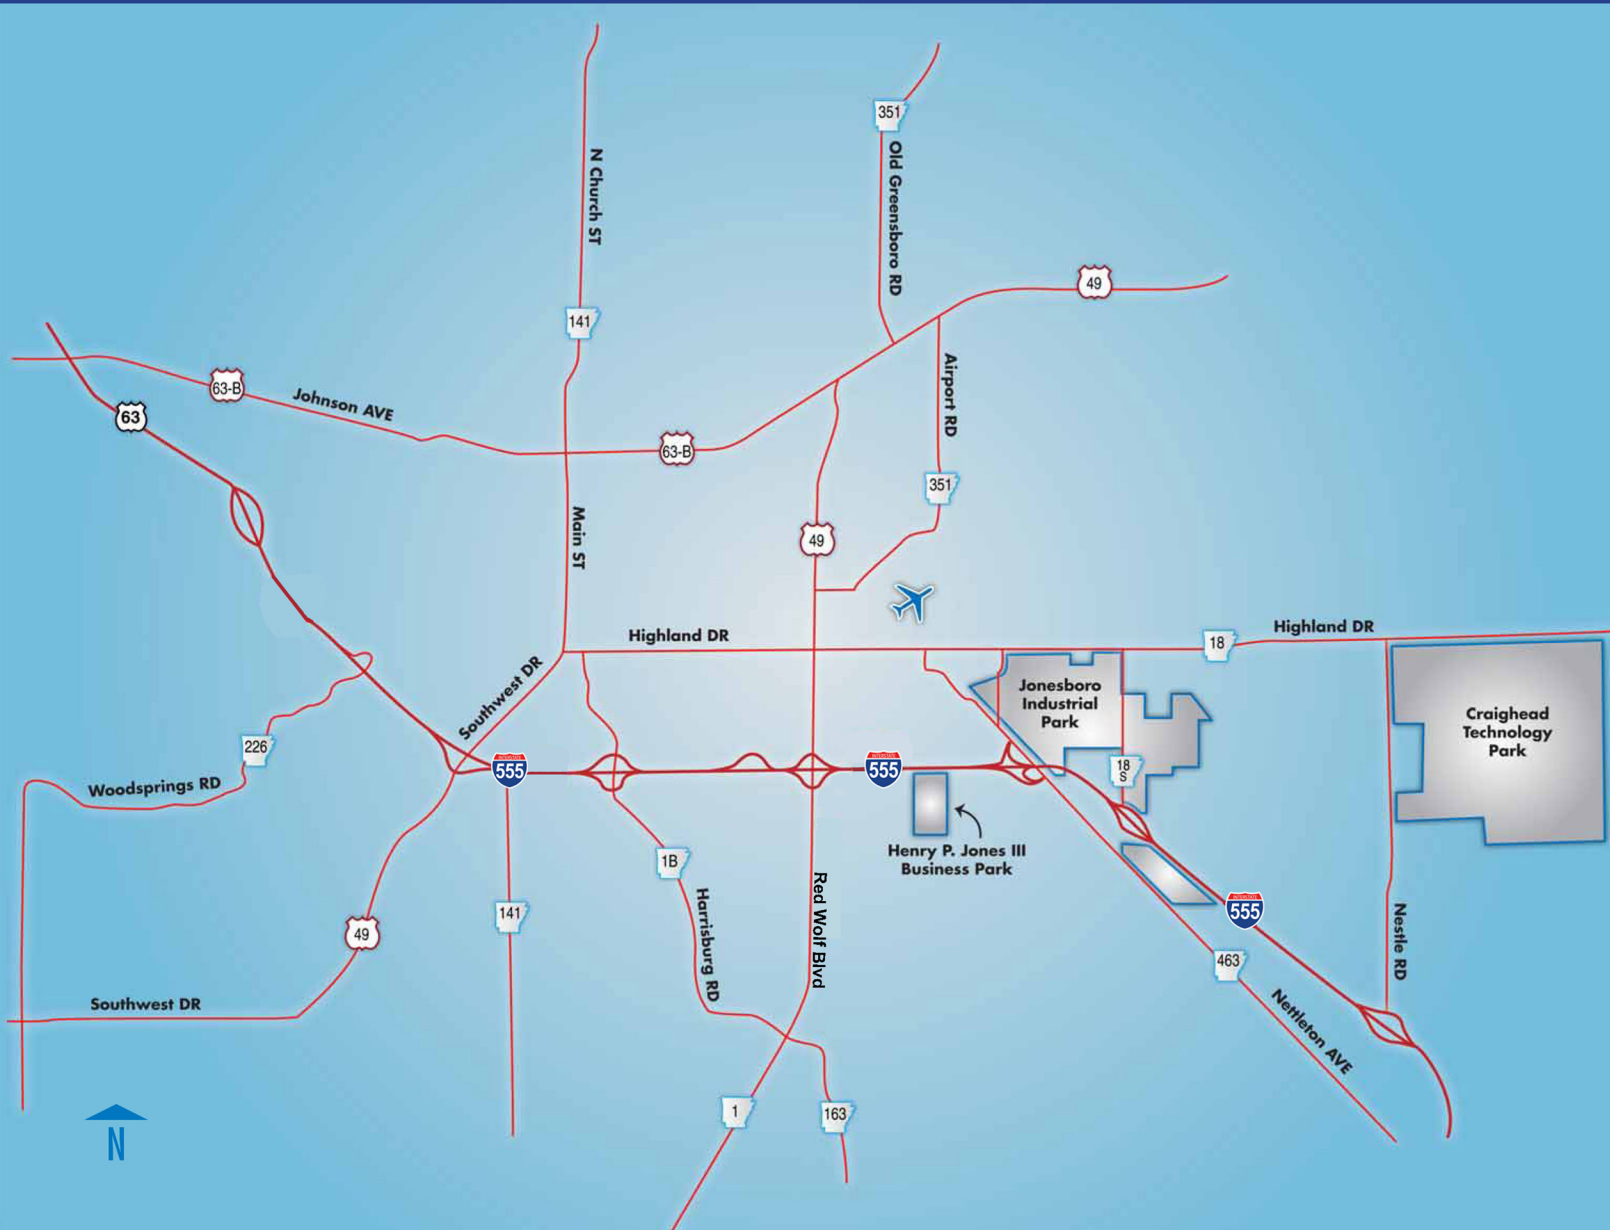 351
N Church ST
Old Greensboro RD
49
141
Airport RD
63-B
Johnson AVE
63
63-B
351
Main ST
49
Highland DR
18
Highland DR
Southwest DR
Jonesboro
Industrial
Park
Craighead
Technology
Park
226
INTERSTATE
555
INTERSTATE
555
18
S
Woodsprings RD
Henry P. Jones III
Business Park
1B
Red Wolf Blvd
Harrisburg RD
141
49
INTERSTATE
555
Nestle RD
463
Southwest DR
Nettleton AVE
1
163
N